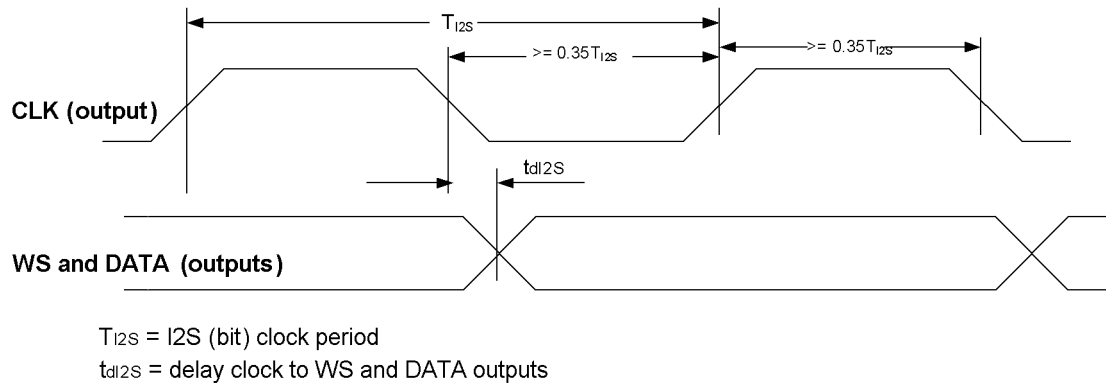 TI2S
>= 0.35TI2S
>= 0.35TI2S
CLK (output)
tdI2S
WS and DATA (outputs)
TI2S = I2S (bit) clock period
tdI2S = delay clock to WS and DATA outputs